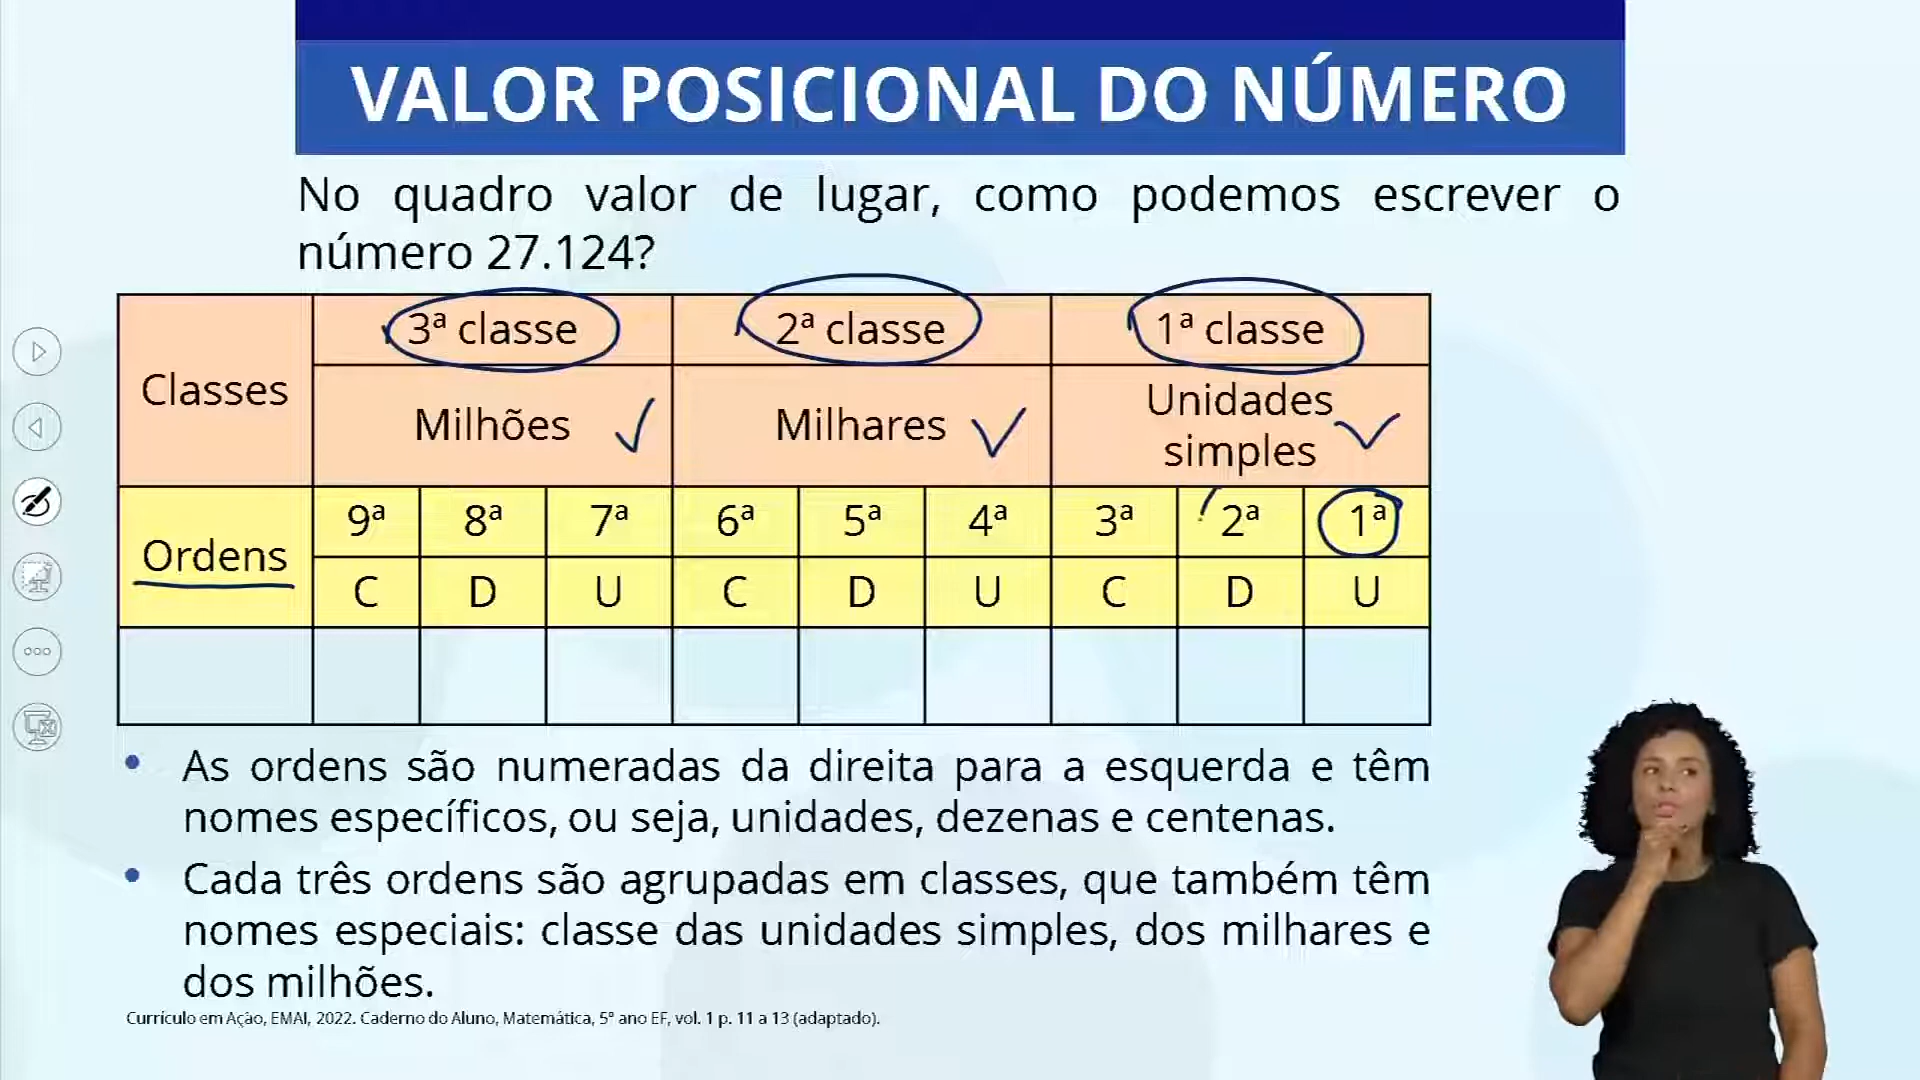 VALOR POSICIONAL DO NÚMERO
No quadro valor de lugar, como podemos escrever o
número 27.124?
Classes
3ª classe
2ª classe
1ª classe
Milhões
Milhares
Unidades
simples
Ordens
9ª 8ª 7ª 6ª 5ª 4ª 3ª 2ª 1ª
C D U C D U C D U
• As ordens são numeradas da direita para a esquerda e têm
nomes específicos, ou seja, unidades, dezenas e centenas.
• Cada três ordens são agrupadas em classes, que também têm
nomes especiais: classe das unidades simples, dos milhares e
dos milhões.
Currículo em Ação, EMAI, 2022. Caderno do Aluno, Matemática, 5º ano EF, vol. 1 p. 11 a 13 (adaptado).